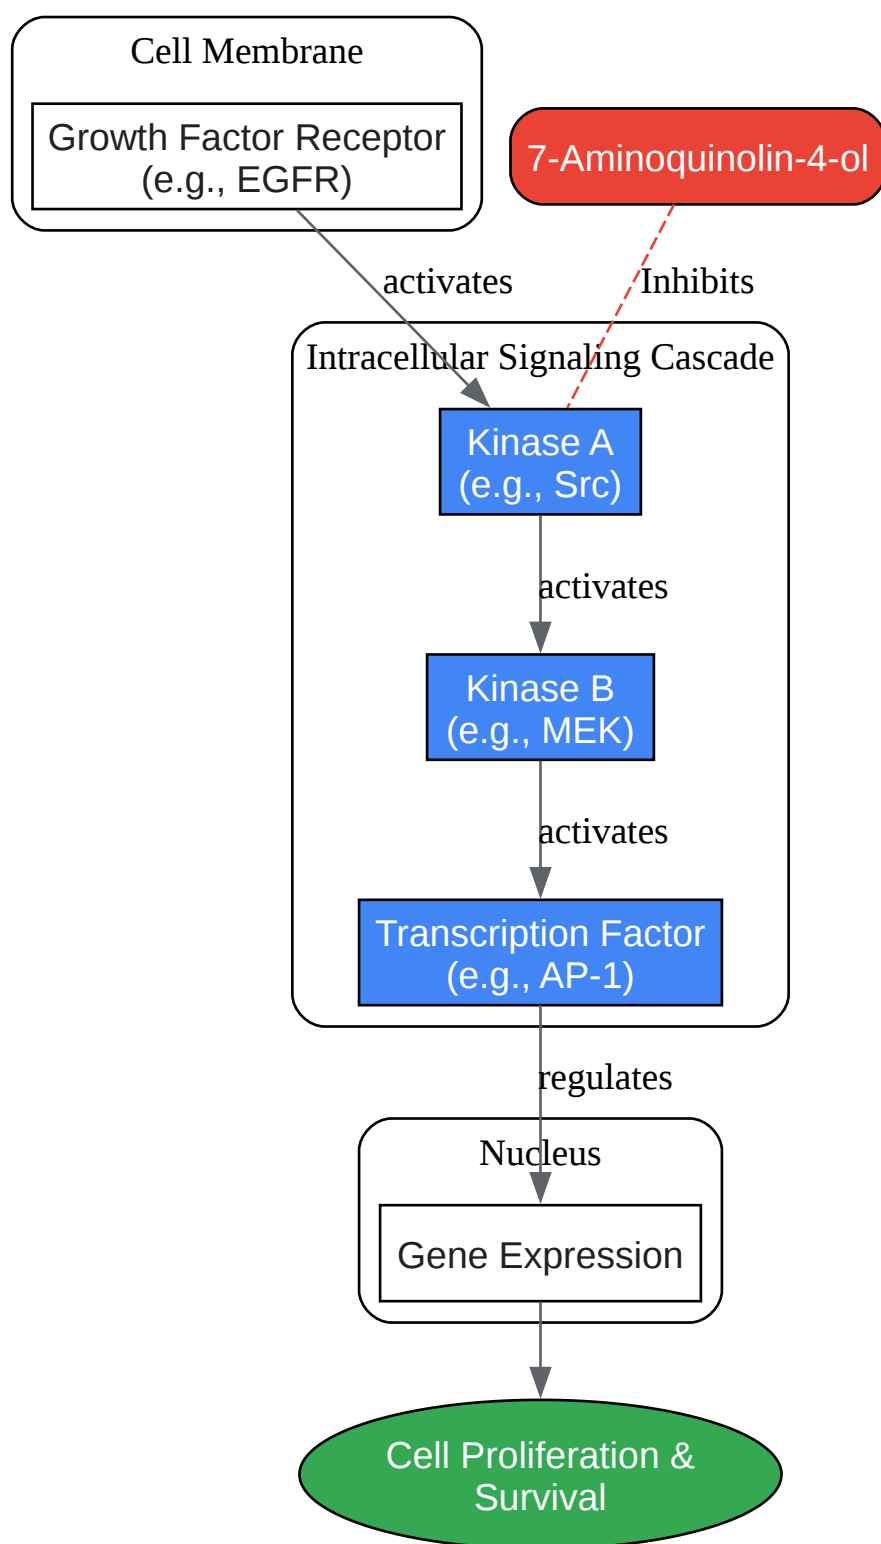 Cell Membrane
Growth Factor Receptor
(e.g., EGFR)
7-Aminoquinolin-4-ol
activates
Inhibits
Intracellular Signaling Cascade
Kinase A
(e.g., Src)
activates
Kinase B
(e.g., MEK)
activates
Transcription Factor
(e.g., AP-1)
regulates
Nucleus
Gene Expression
Cell Proliferation &
Survival